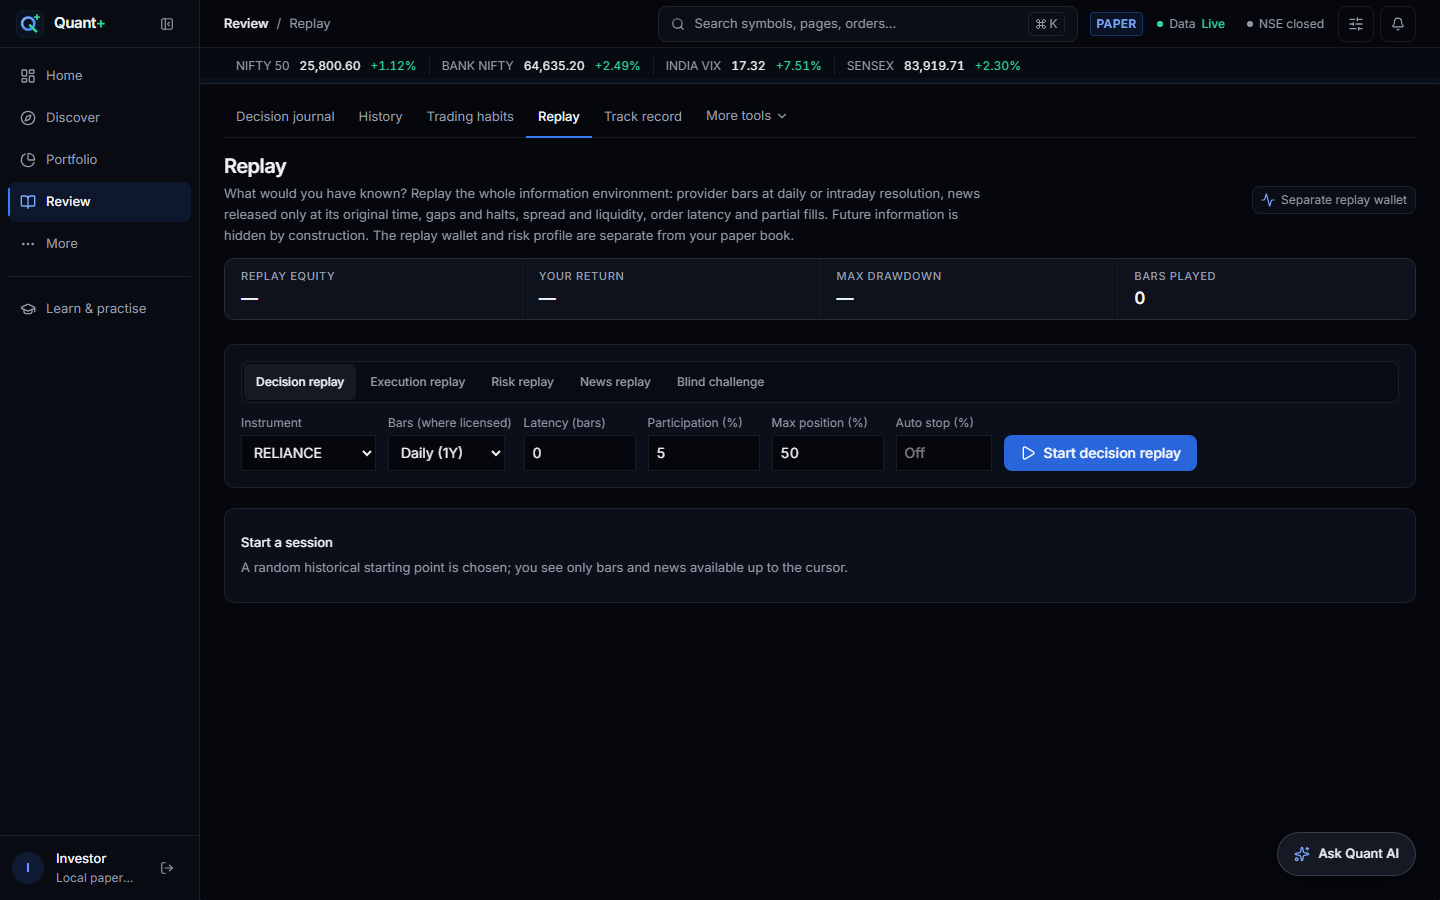 Quant+
Review / Replay
Search symbols, pages, orders...
⌘ K
PAPER
Data Live
NSE closed
NIFTY 50 25,800.60 +1.12%
BANK NIFTY 64,635.20 +2.49%
INDIA VIX 17.32 +7.51%
SENSEX 83,919.71 +2.30%
Home
Discover
Portfolio
Review
More
Learn & practise
Decision journal
History
Trading habits
Replay
Track record
More tools
Replay
What would you have known? Replay the whole information environment: provider bars at daily or intraday resolution, news
released only at its original time, gaps and halts, spread and liquidity, order latency and partial fills. Future information is
hidden by construction. The replay wallet and risk profile are separate from your paper book.
Separate replay wallet
REPLAY EQUITY
—
YOUR RETURN
—
MAX DRAWDOWN
—
BARS PLAYED
0
Decision replay
Execution replay
Risk replay
News replay
Blind challenge
Instrument
RELIANCE
Bars (where licensed)
Daily (1Y)
Latency (bars)
0
Participation (%)
5
Max position (%)
50
Auto stop (%)
Off
Start decision replay
Start a session
A random historical starting point is chosen; you see only bars and news available up to the cursor.
I
Investor
Local paper...
Ask Quant AI